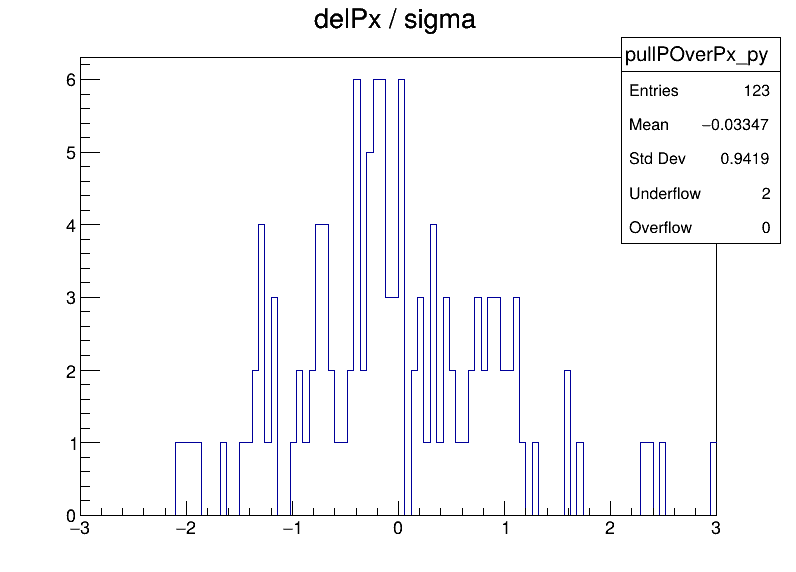 delPx / sigma
pullPOverPx_py
Entries 123
Mean −0.03347
Std Dev 0.9419
Underflow 2
Overflow 0
6
5
4
3
2
1
0
−3 −2 −1 0 1 2 3